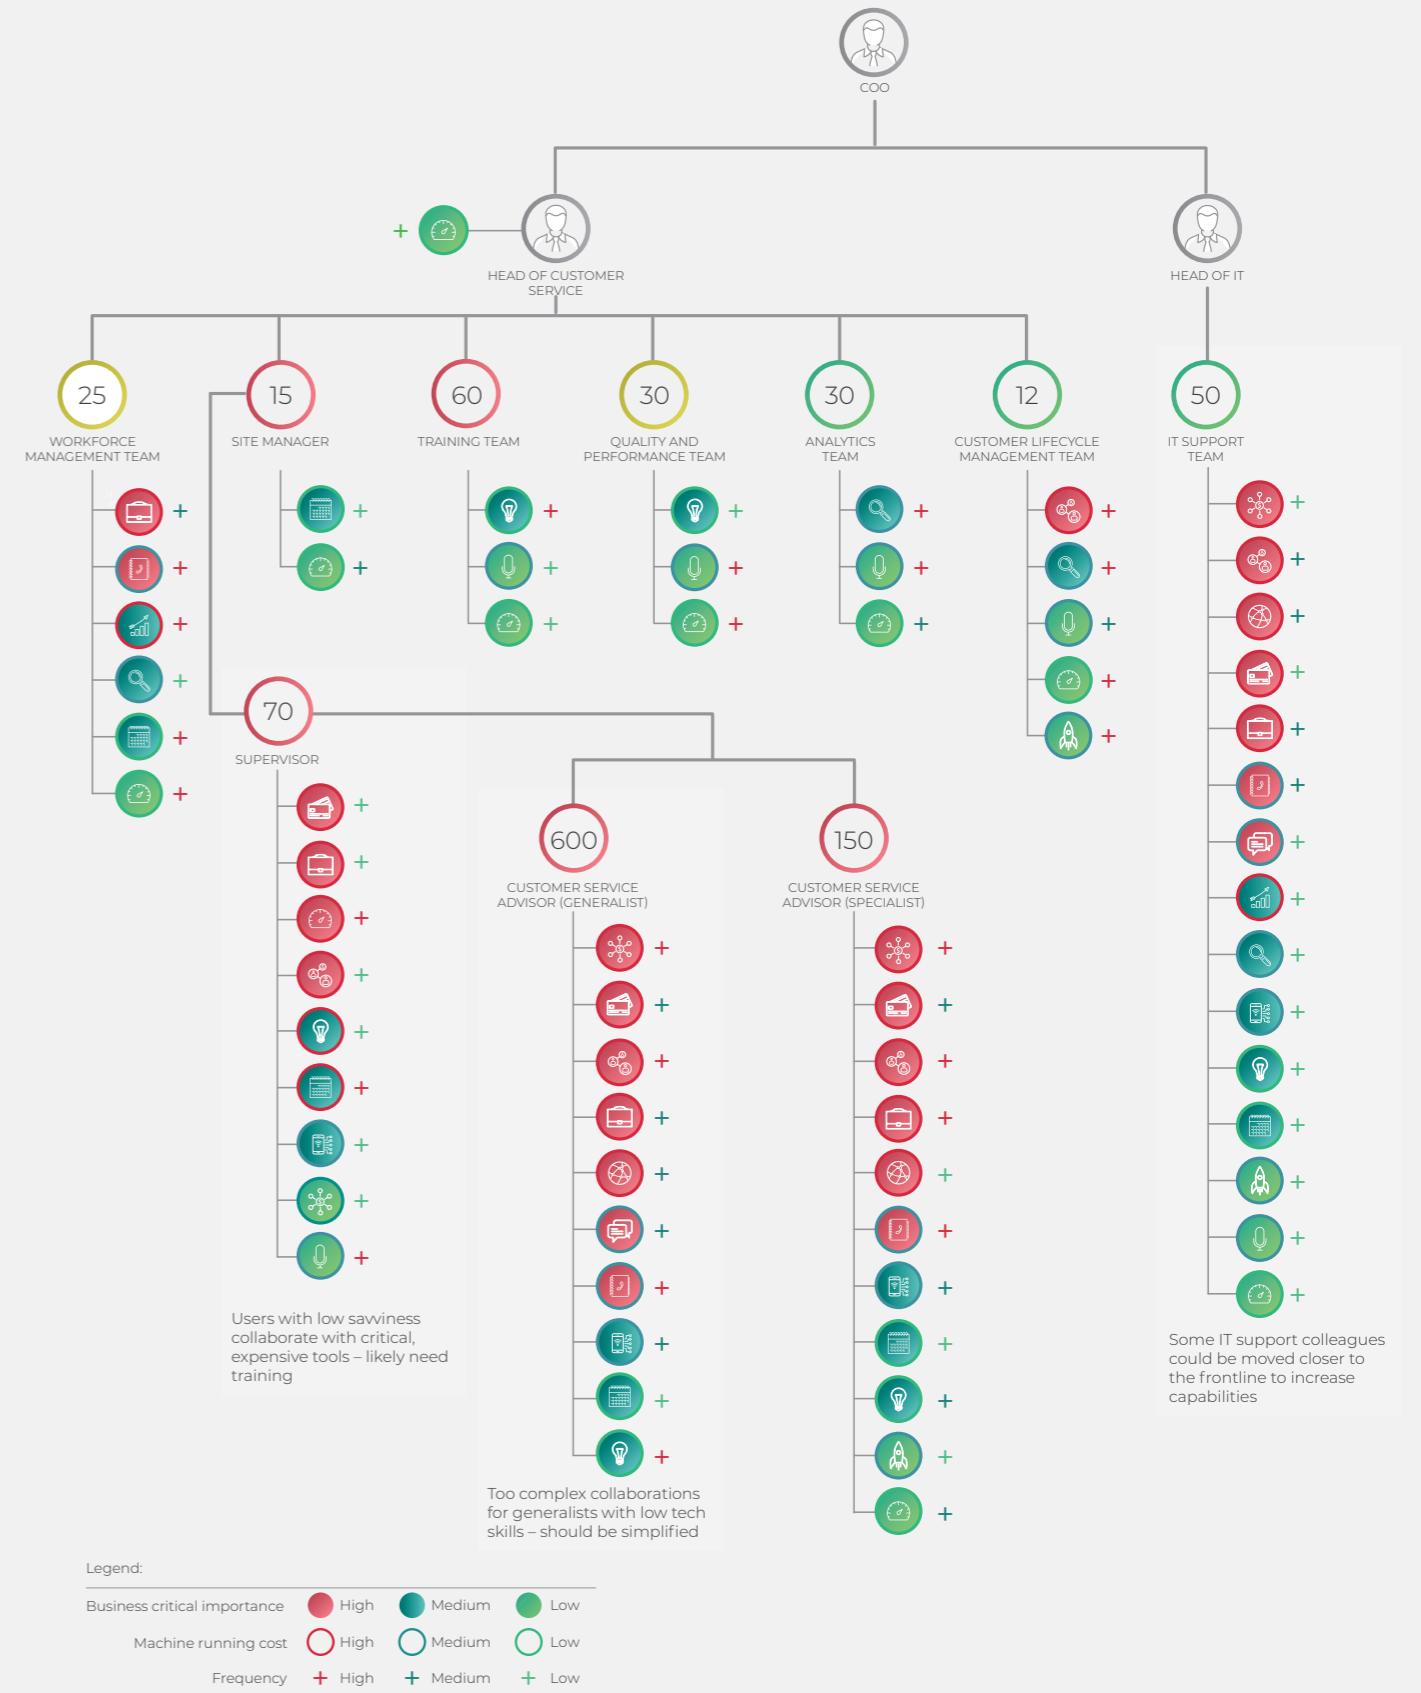 COO
HEAD OF CUSTOMER
SERVICE
HEAD OF IT
25
WORKFORCE
MANAGEMENT TEAM
15
SITE MANAGER
60
TRAINING TEAM
30
QUALITY AND
PERFORMANCE TEAM
30
ANALYTICS
TEAM
12
CUSTOMER LIFECYCLE
MANAGEMENT TEAM
50
IT SUPPORT
TEAM
70
SUPERVISOR
600
CUSTOMER SERVICE
ADVISOR (GENERALIST)
150
CUSTOMER SERVICE
ADVISOR (SPECIALIST)
Users with low savviness
collaborate with critical,
expensive tools – likely need
training
Too complex collaborations
for generalists with low tech
skills – should be simplified
Some IT support colleagues
could be moved closer to
the frontline to increase
capabilities
Legend:
Business critical importance High Medium Low
Machine running cost High Medium Low
Frequency + High + Medium + Low